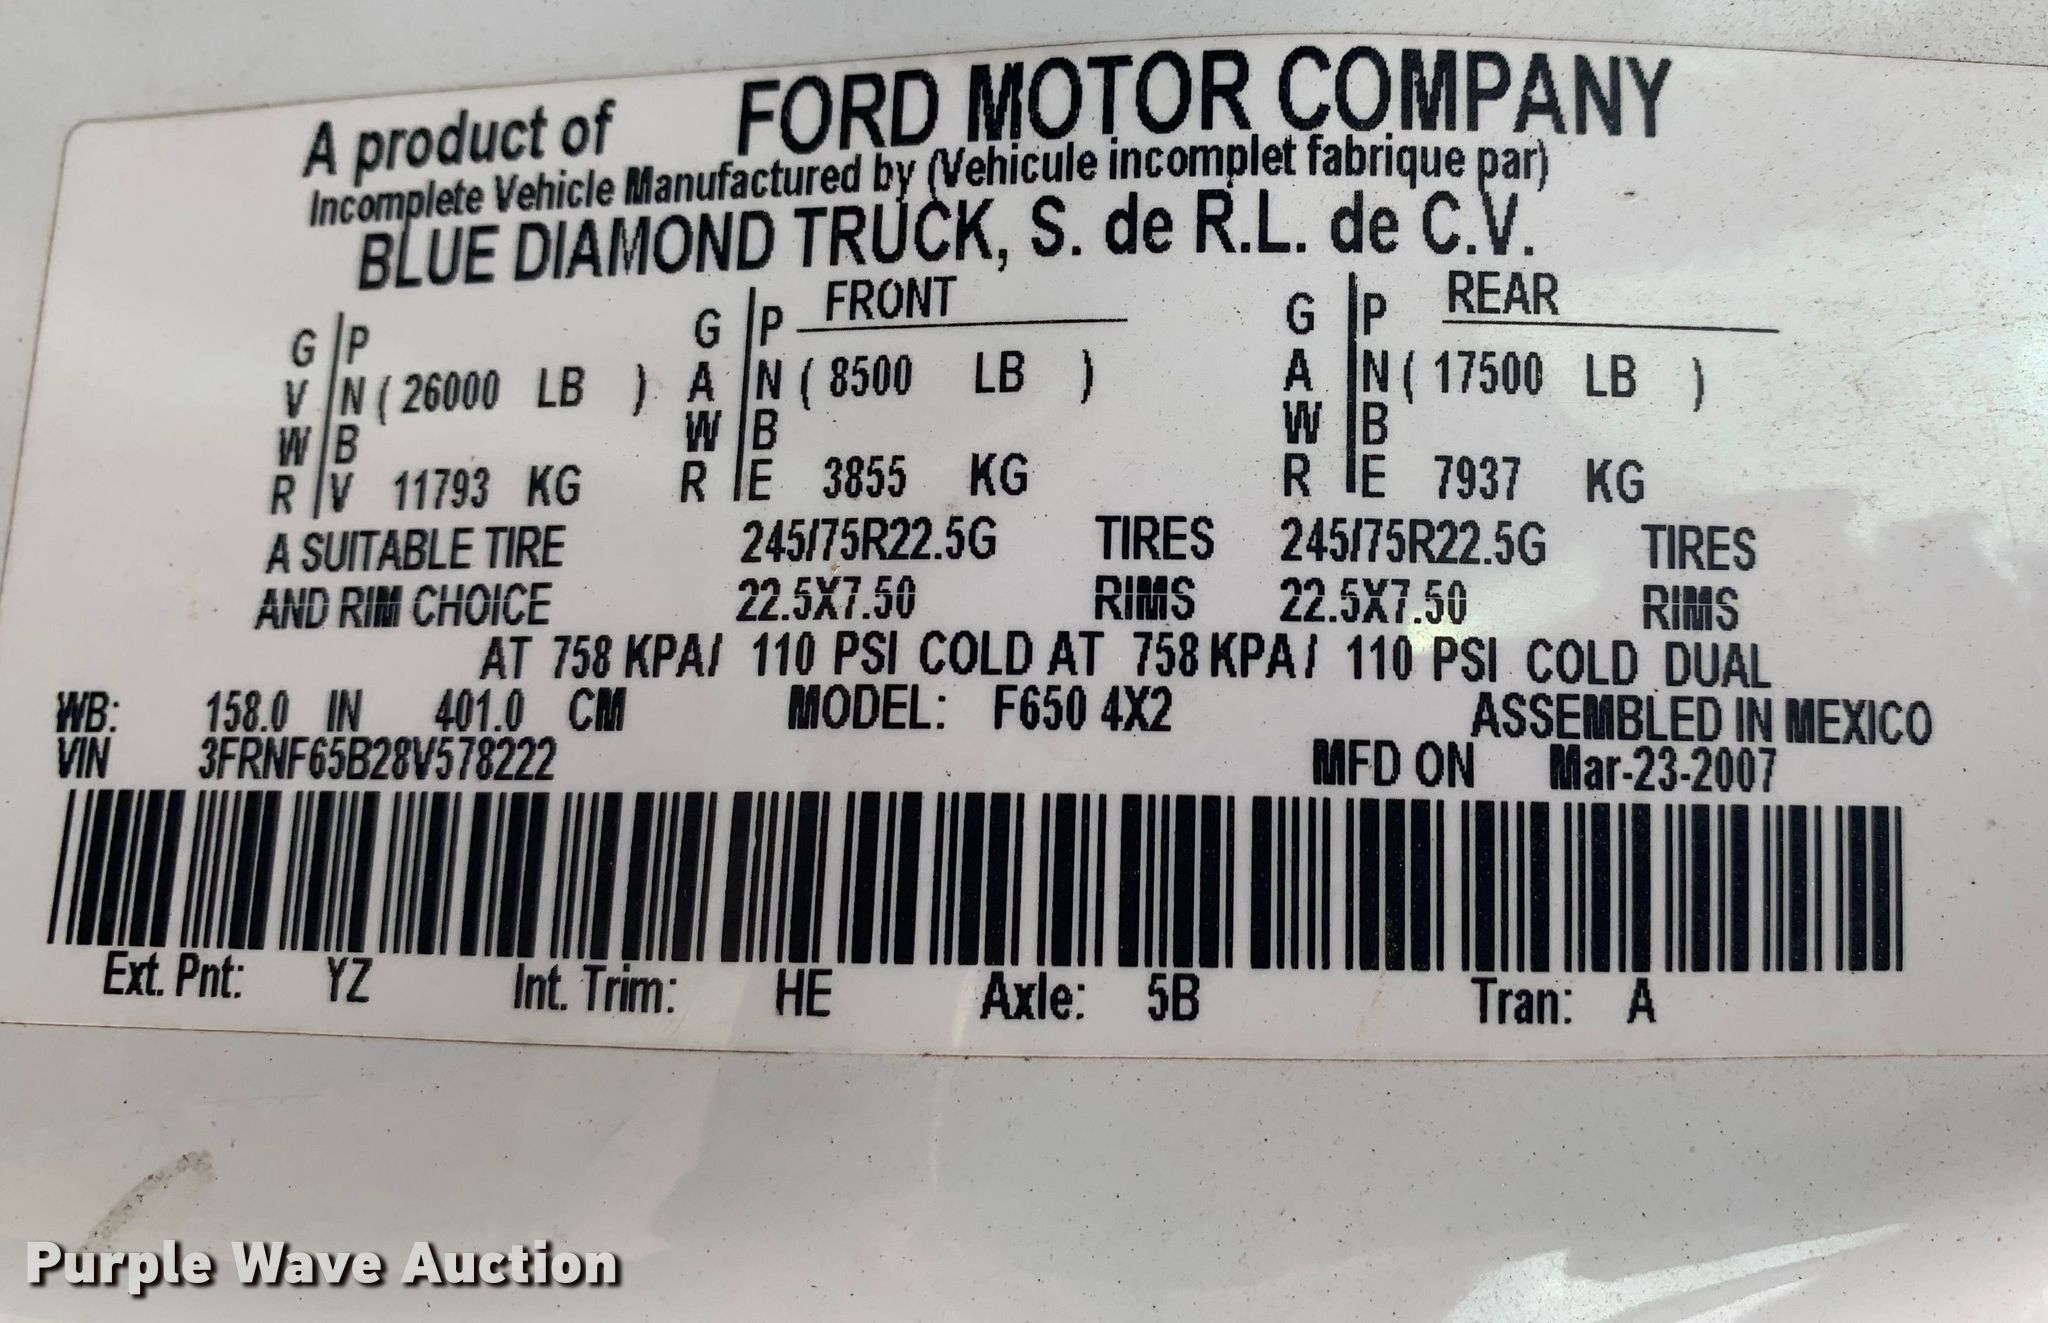 A product of FORD MOTOR COMPANY
Incomplete Vehicle Manufactured by (Vehicule incomplet fabrique par)
BLUE DIAMOND TRUCK, S. de R.L. de C.V.
FRONT REAR
G P G P G P
V N ( 26000 LB ) A N ( 8500 LB ) A N ( 17500 LB )
W B W B W B
R V 11793 KG R E 3855 KG R E 7937 KG
A SUITABLE TIRE 245/75R22.5G TIRES 245/75R22.5G TIRES
AND RIM CHOICE 22.5X7.50 RIMS 22.5X7.50 RIMS
AT 758 KPA/ 110 PSI COLD AT 758 KPA/ 110 PSI COLD DUAL
WB: 158.0 IN 401.0 CM MODEL: F650 4X2 ASSEMBLED IN MEXICO
VIN 3FRNF65B28V578222 MFD ON Mar-23-2007
Ext. Pnt: YZ Int. Trim: HE Axle: 5B Tran: A
Purple Wave Auction